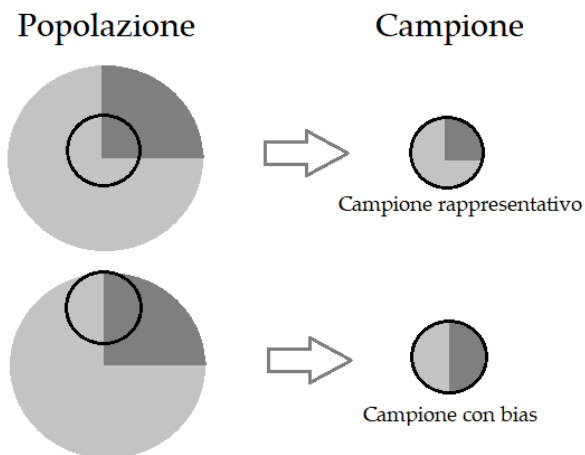 Popolazione
Campione
Campione rappresentativo
Campione con bias